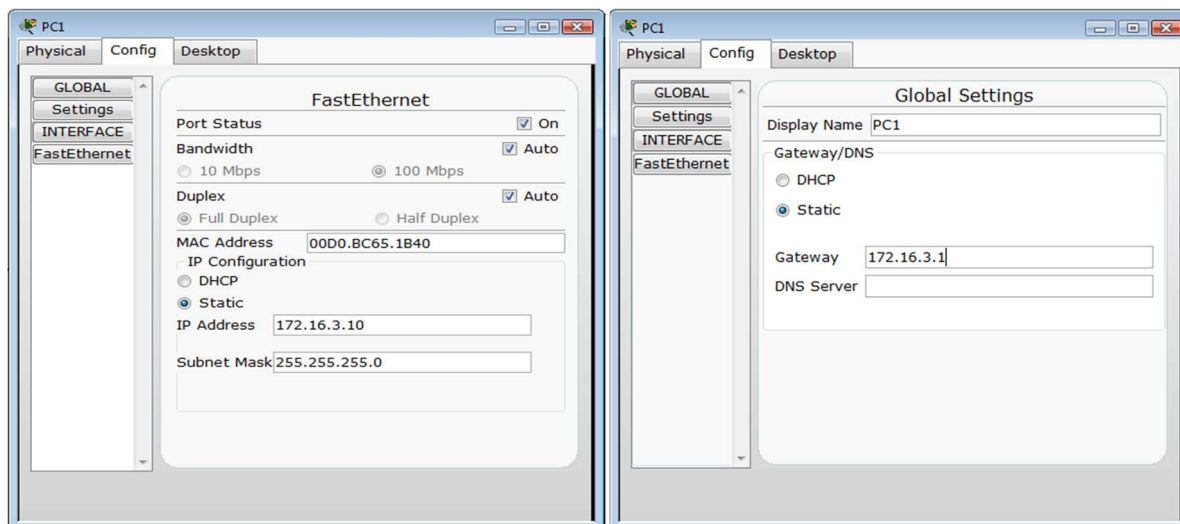 PC1
Physical Config Desktop
GLOBAL
Settings
INTERFACE
FastEthernet
FastEthernet
Port Status On
Bandwidth Auto
10 Mbps 100 Mbps
Duplex Auto
Full Duplex Half Duplex
MAC Address 00D0.BC65.1B40
IP Configuration
DHCP
Static
IP Address 172.16.3.10
Subnet Mask 255.255.255.0
PC1
Physical Config Desktop
GLOBAL
Settings
INTERFACE
FastEthernet
Global Settings
Display Name PC1
Gateway/DNS
DHCP
Static
Gateway 172.16.3.1
DNS Server